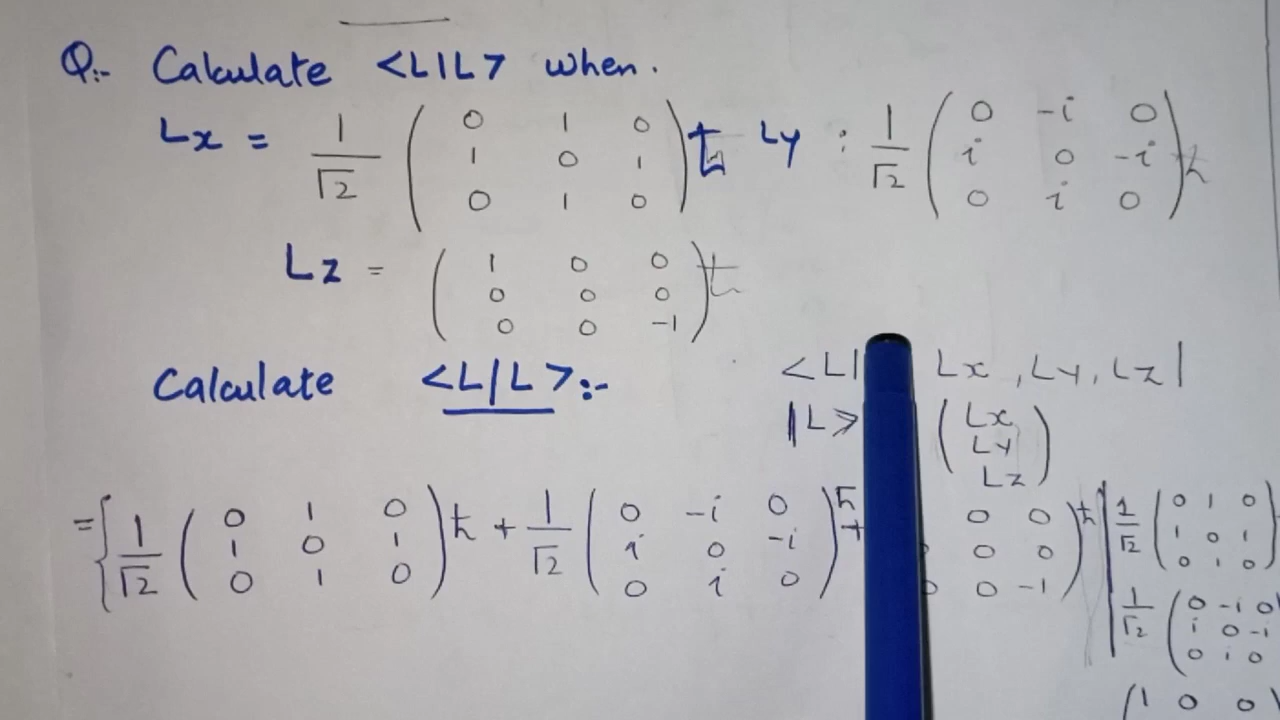 Q:- Calculate <L|L> when.
Lx = 1/√2 ( 0 1 0 ) ħ Ly : 1/√2 ( 0 -i 0 ) ħ
1 0 1 i 0 -i
0 1 0 0 i 0
Lz = ( 1 0 0 ) ħ
0 0 0
0 0 -1
Calculate <L|L> :-
<L| Lx , Ly , Lz |
|L> ( Lx )
Ly
Lz
= { 1/√2 ( 0 1 0 ) ħ + 1/√2 ( 0 -i 0 ) ħ + 0 0 ) ħ | 1/√2 ( 0 1 0 )
1 0 1 i 0 -i 0 0 1 0 1
0 1 0 0 i 0 0 0 -1 0 1 0
1/√2 ( 0 -i 0 )
i 0 -i
0 i 0
( 1 0 0